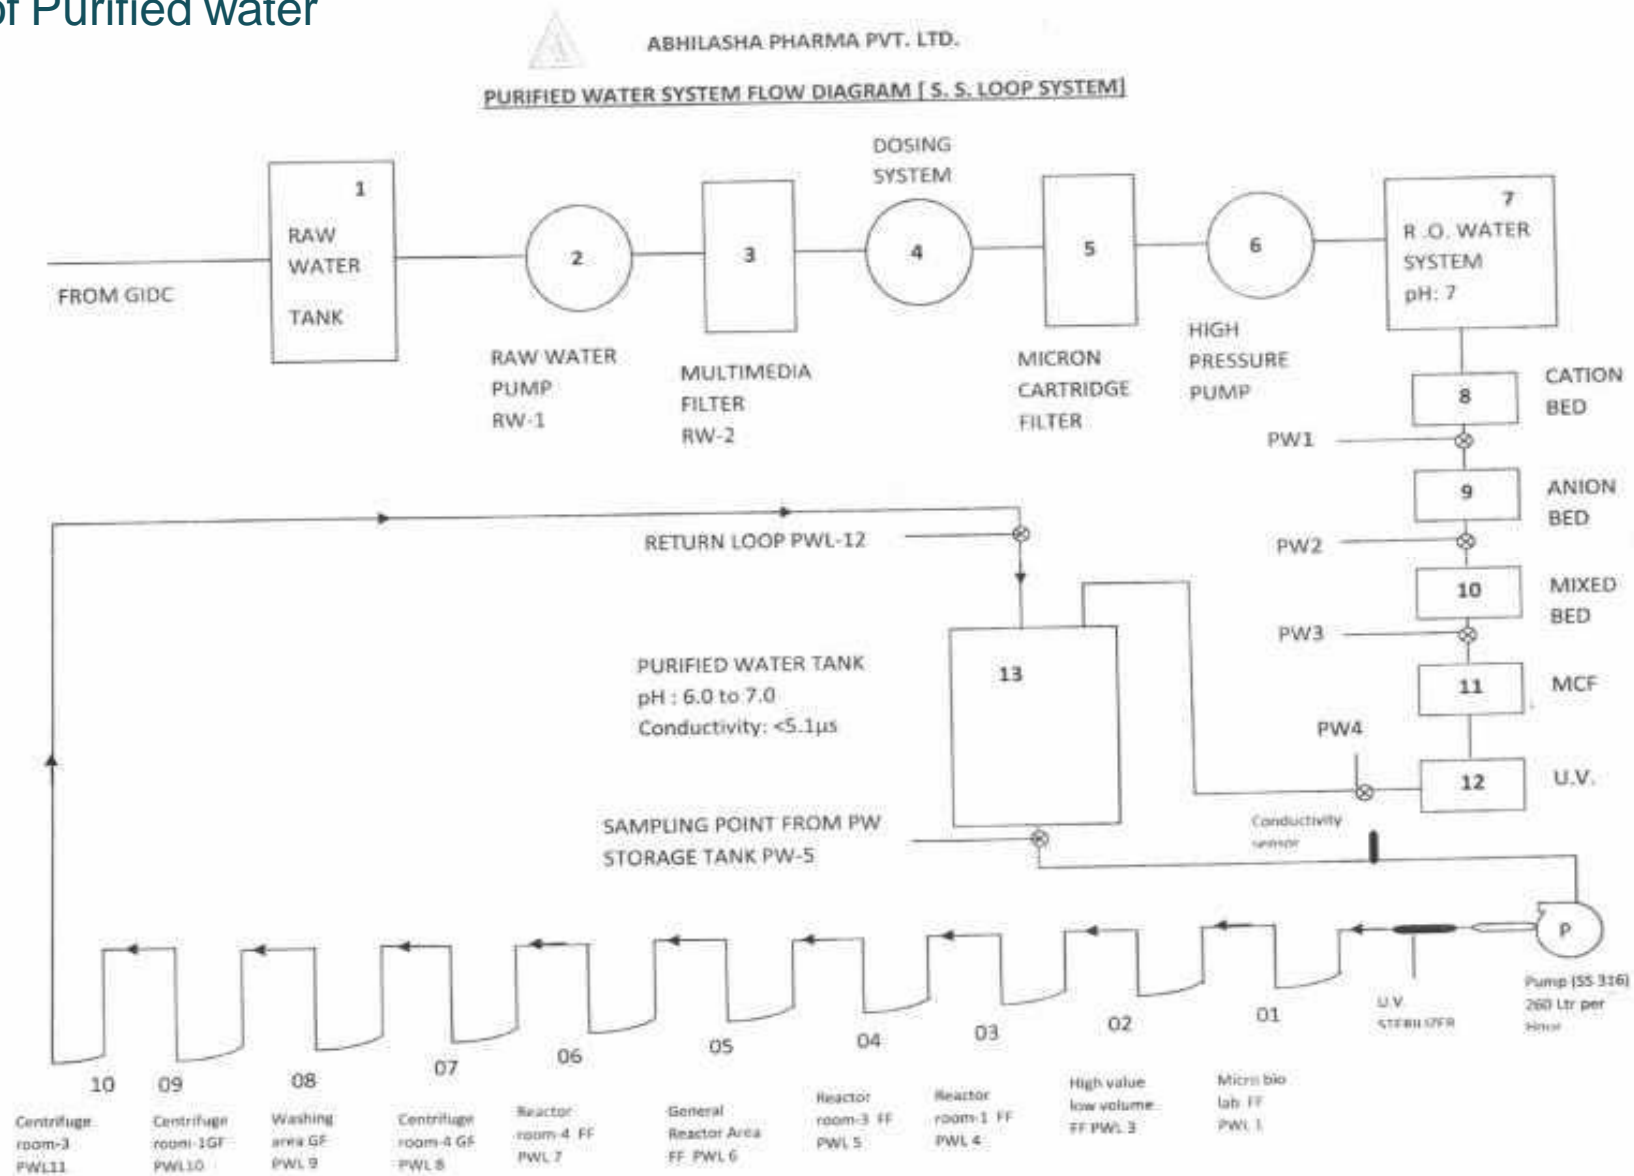 of Purified water
ABHILASHA PHARMA PVT. LTD.
PURIFIED WATER SYSTEM FLOW DIAGRAM [ S. S. LOOP SYSTEM]
FROM GIDC
1
RAW
WATER
TANK
2
RAW WATER
PUMP
RW-1
3
MULTIMEDIA
FILTER
RW-2
DOSING
SYSTEM
4
5
MICRON
CARTRIDGE
FILTER
6
HIGH
PRESSURE
PUMP
7
R .O. WATER
SYSTEM
pH: 7
8
CATION
BED
PW1
9
ANION
BED
PW2
10
MIXED
BED
PW3
11
MCF
PW4
12
U.V.
RETURN LOOP PWL-12
PURIFIED WATER TANK
pH : 6.0 to 7.0
Conductivity: <5.1µs
13
SAMPLING POINT FROM PW
STORAGE TANK PW-5
Conductivity
sensor
P
Pump (SS 316)
260 Ltr per
Hour
U.V.
STERILIZER
01
Micro bio
lab FF
PWL 1
02
High value
low volume
FF PWL 3
03
Reactor
room-1 FF
PWL 4
04
Reactor
room-3 FF
PWL 5
05
General
Reactor Area
FF PWL 6
06
Reactor
room-4 FF
PWL 7
07
Centrifuge
room-4 GF
PWL 8
08
Washing
area GF
PWL 9
09
Centrifuge
room-1GF
PWL10
10
Centrifuge
room-3
PWL11